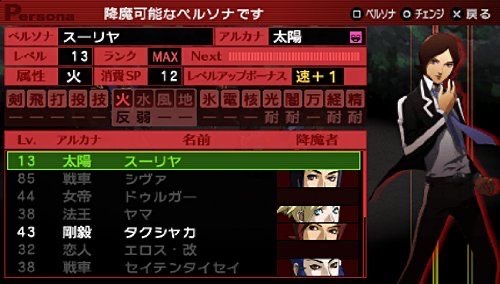 Persona
降魔可能なペルソナです
□ペルソナ ○チェンジ ×戻る
ペルソナ スーリヤ アルカナ 太陽
レベル 13 ランク MAX Next
属性 火 消費SP 12 レベルアップボーナス 速+1
剣 飛 打 投 技 火 水 風 地 氷 電 核 光 闇 万 経 精
― ― ― ― ― 反 弱 ― ― ― ― ― 耐 耐 ― 耐 耐
Lv. アルカナ 名前 降魔者
13 太陽 スーリヤ
85 戦車 シヴァ
44 女帝 ドゥルガー
38 法王 ヤマ
43 剛毅 タクシャカ
32 恋人 エロス・改
38 戦車 セイテンタイセイ